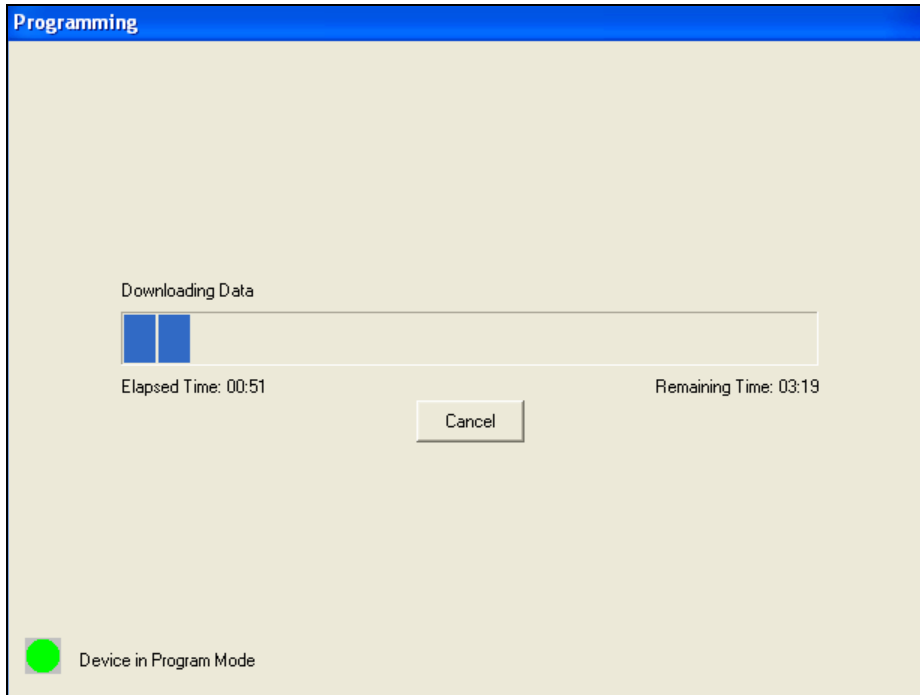 Programming
Downloading Data
Elapsed Time: 00:51
Remaining Time: 03:19
Cancel
Device in Program Mode